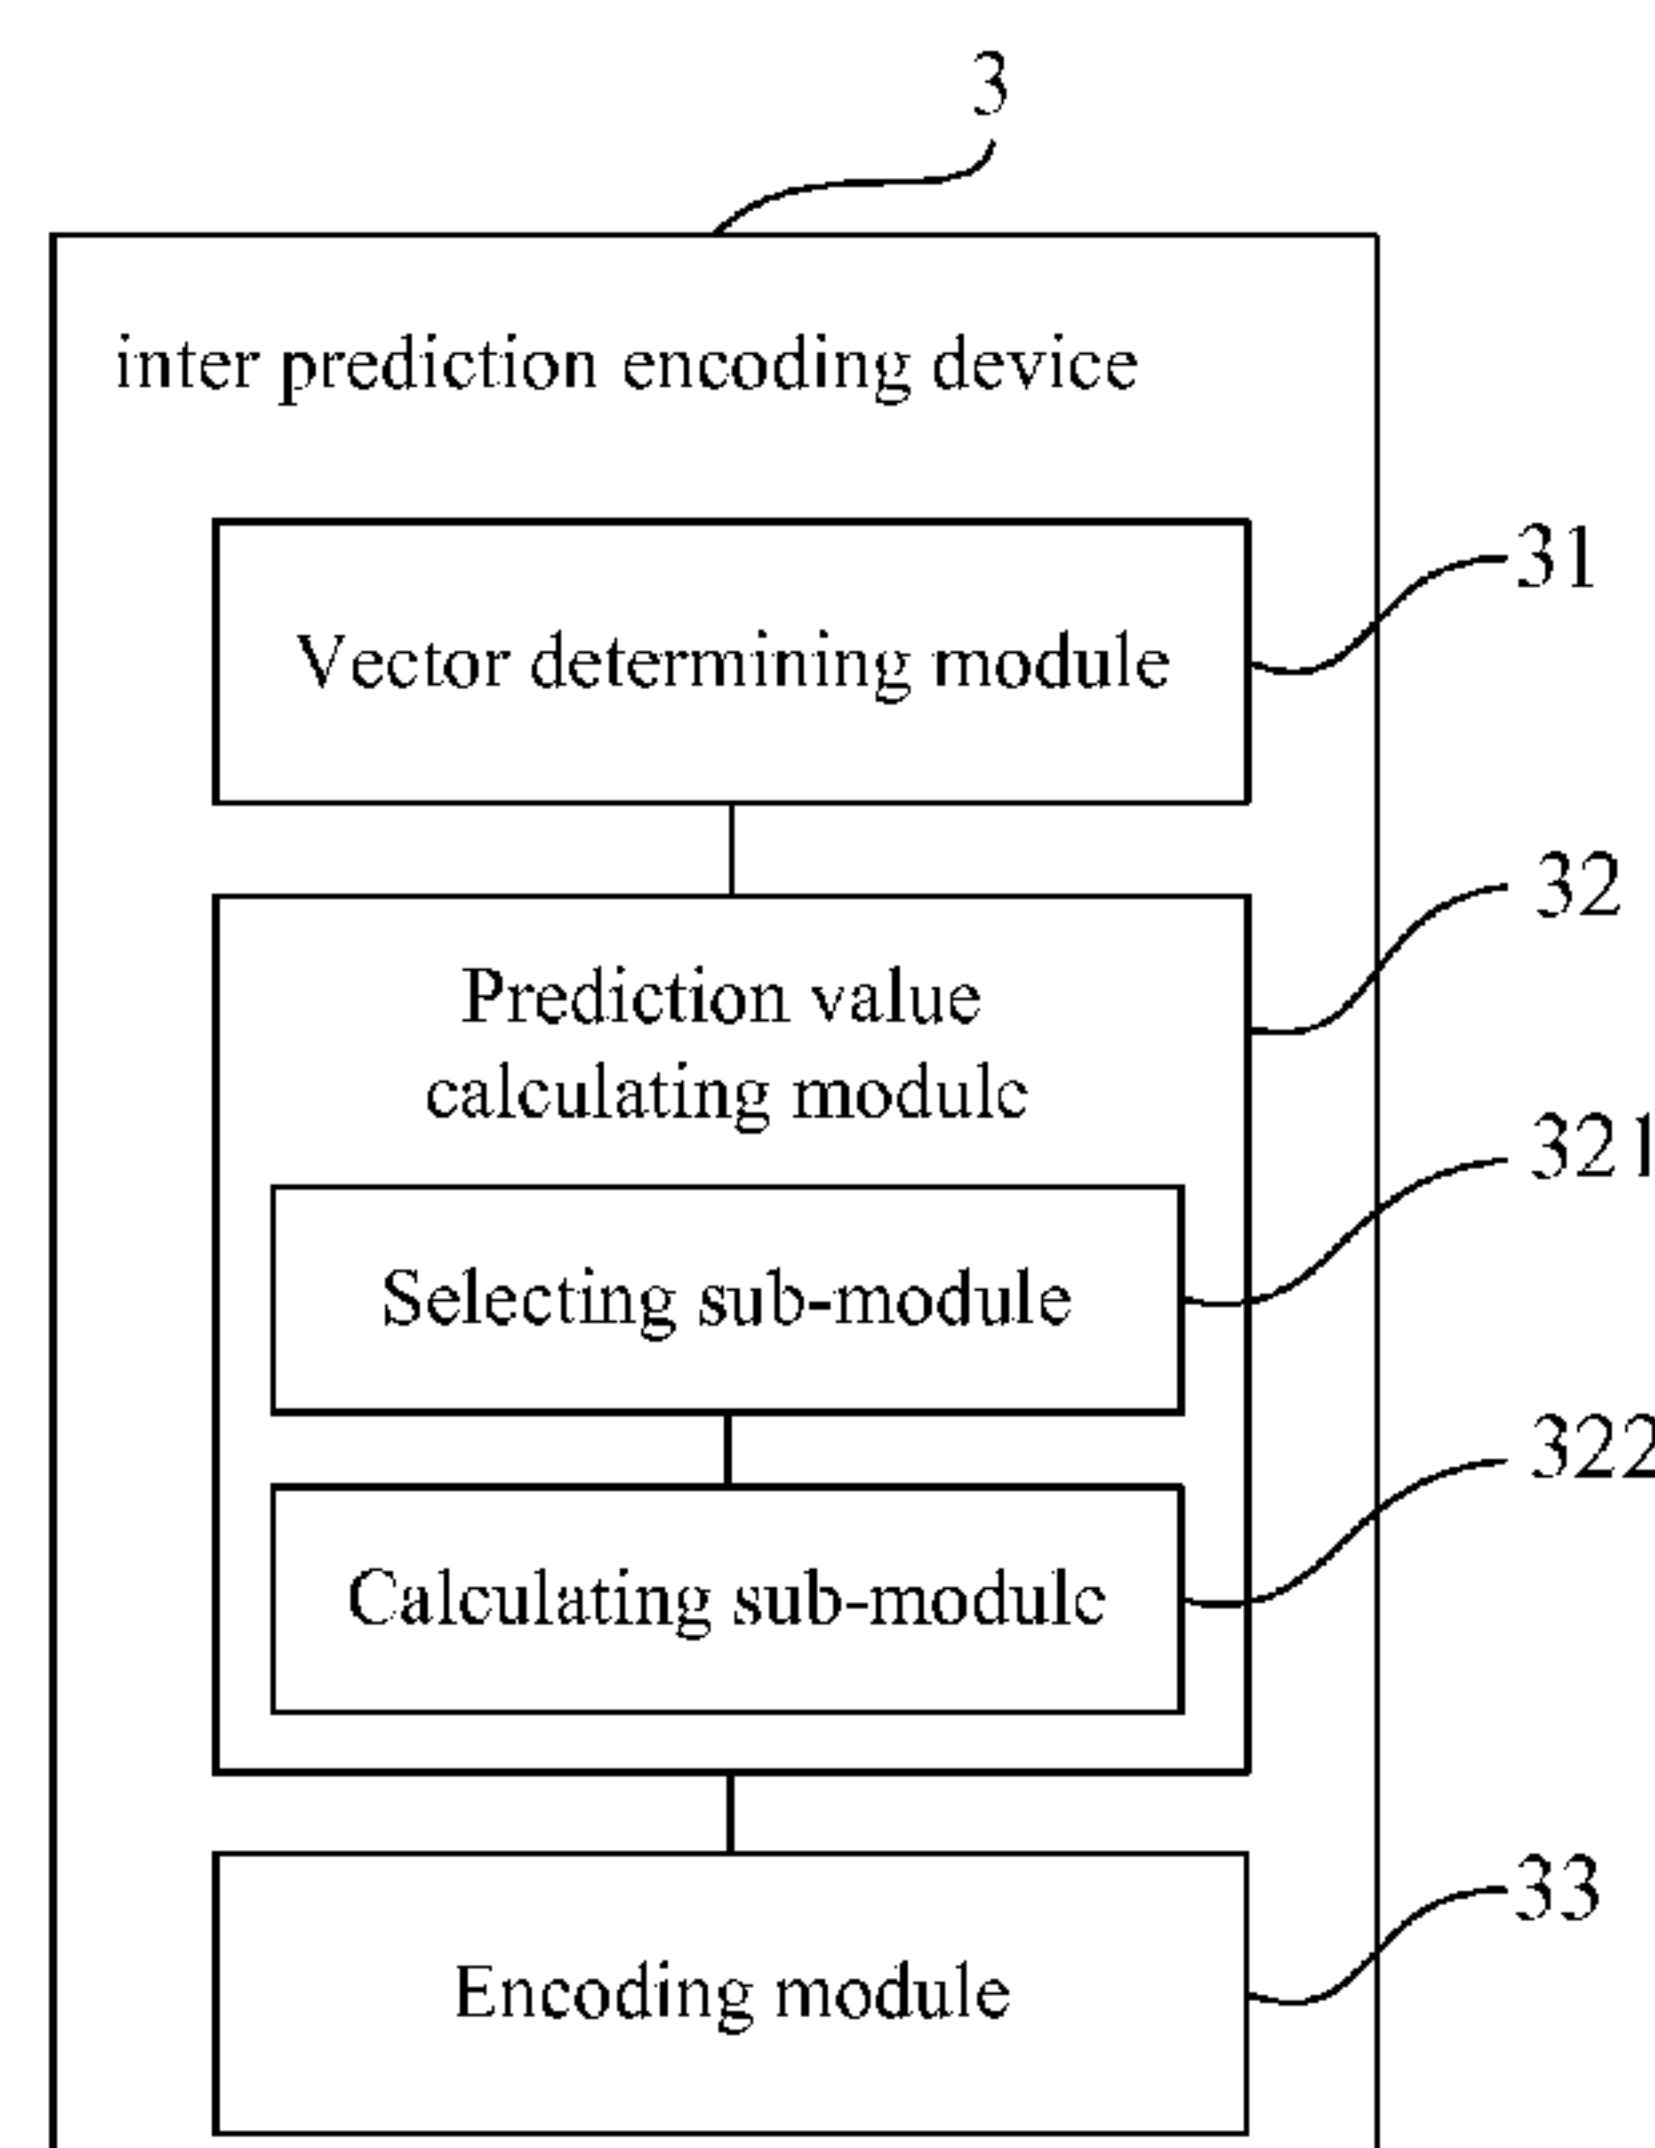 3
inter prediction encoding device
31
Vector determining module
32
Prediction value
calculating module
321
Selecting sub-module
322
Calculating sub-module
33
Encoding module